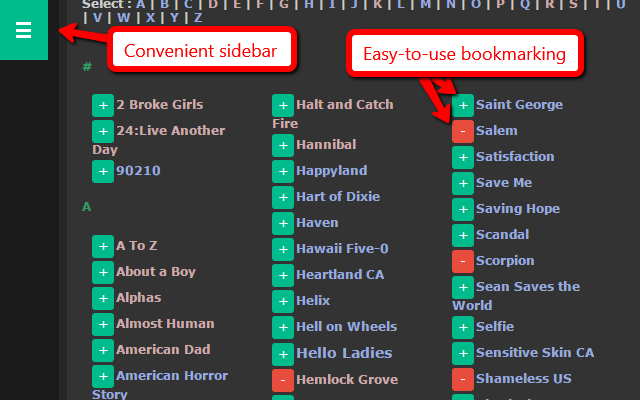 Select : A | B | C | D | E | F | G | H | I | J | K | L | M | N | O | P | Q | R | S | T | U
| V | W | X | Y | Z
Convenient sidebar
Easy-to-use bookmarking
#
+ 2 Broke Girls
+ 24:Live Another
Day
+ 90210
A
+ A To Z
+ About a Boy
+ Alphas
+ Almost Human
+ American Dad
+ American Horror
Story
+ Halt and Catch
Fire
+ Hannibal
+ Happyland
+ Hart of Dixie
+ Haven
+ Hawaii Five-0
+ Heartland CA
+ Helix
+ Hell on Wheels
+ Hello Ladies
- Hemlock Grove
+ Saint George
- Salem
+ Satisfaction
+ Save Me
+ Saving Hope
+ Scandal
- Scorpion
+ Sean Saves the
World
+ Selfie
+ Sensitive Skin CA
- Shameless US